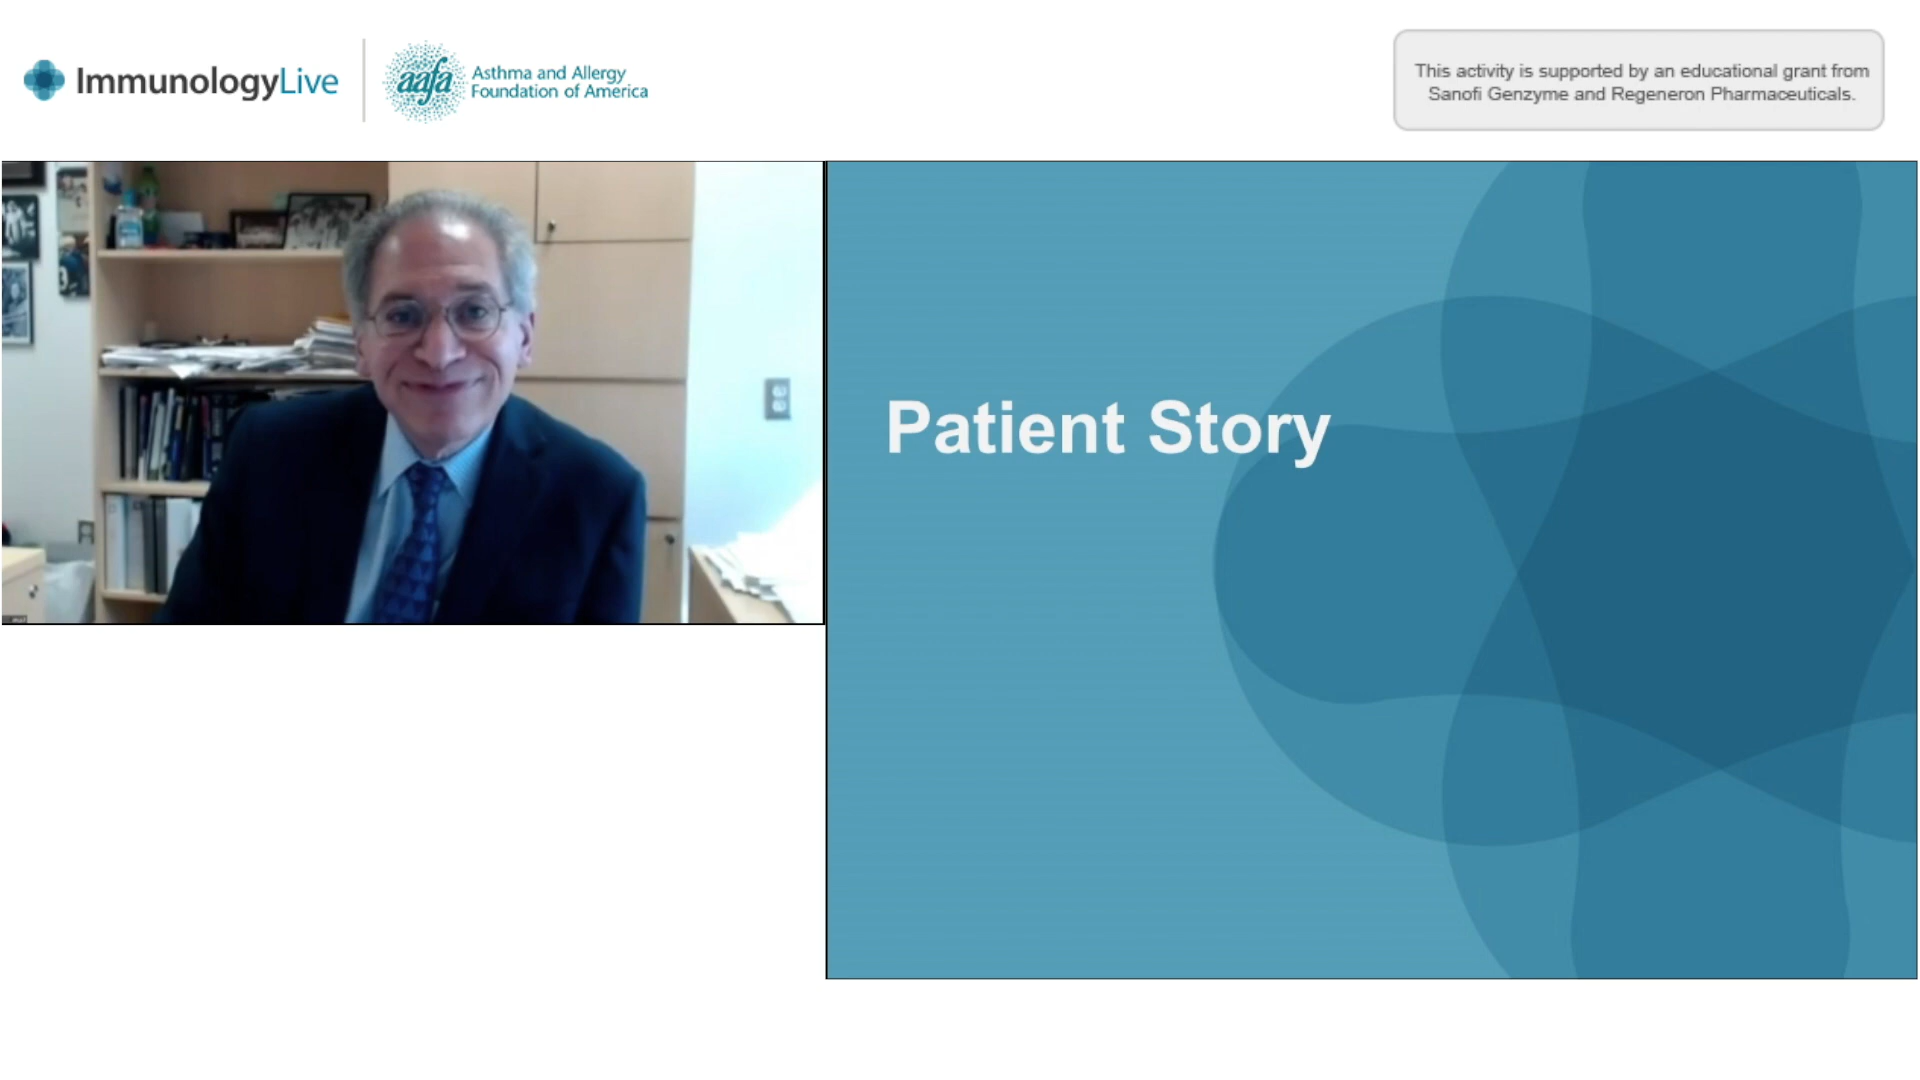 ImmunologyLive
aafa
Asthma and Allergy
Foundation of America
This activity is supported by an educational grant from
Sanofi Genzyme and Regeneron Pharmaceuticals.
Patient Story